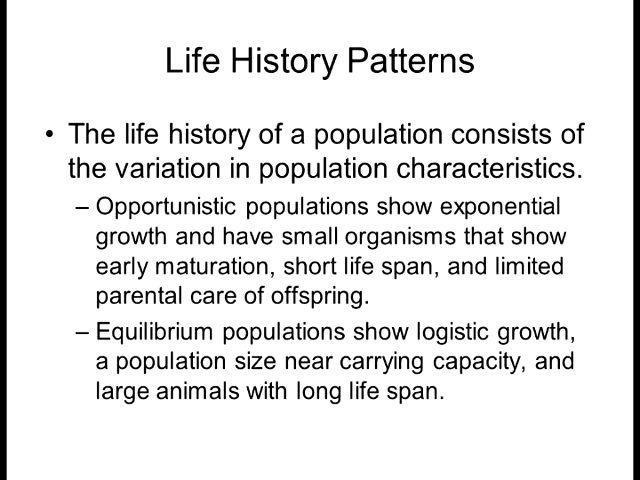 Life History Patterns
• The life history of a population consists of
the variation in population characteristics.
– Opportunistic populations show exponential
growth and have small organisms that show
early maturation, short life span, and limited
parental care of offspring.
– Equilibrium populations show logistic growth,
a population size near carrying capacity, and
large animals with long life span.